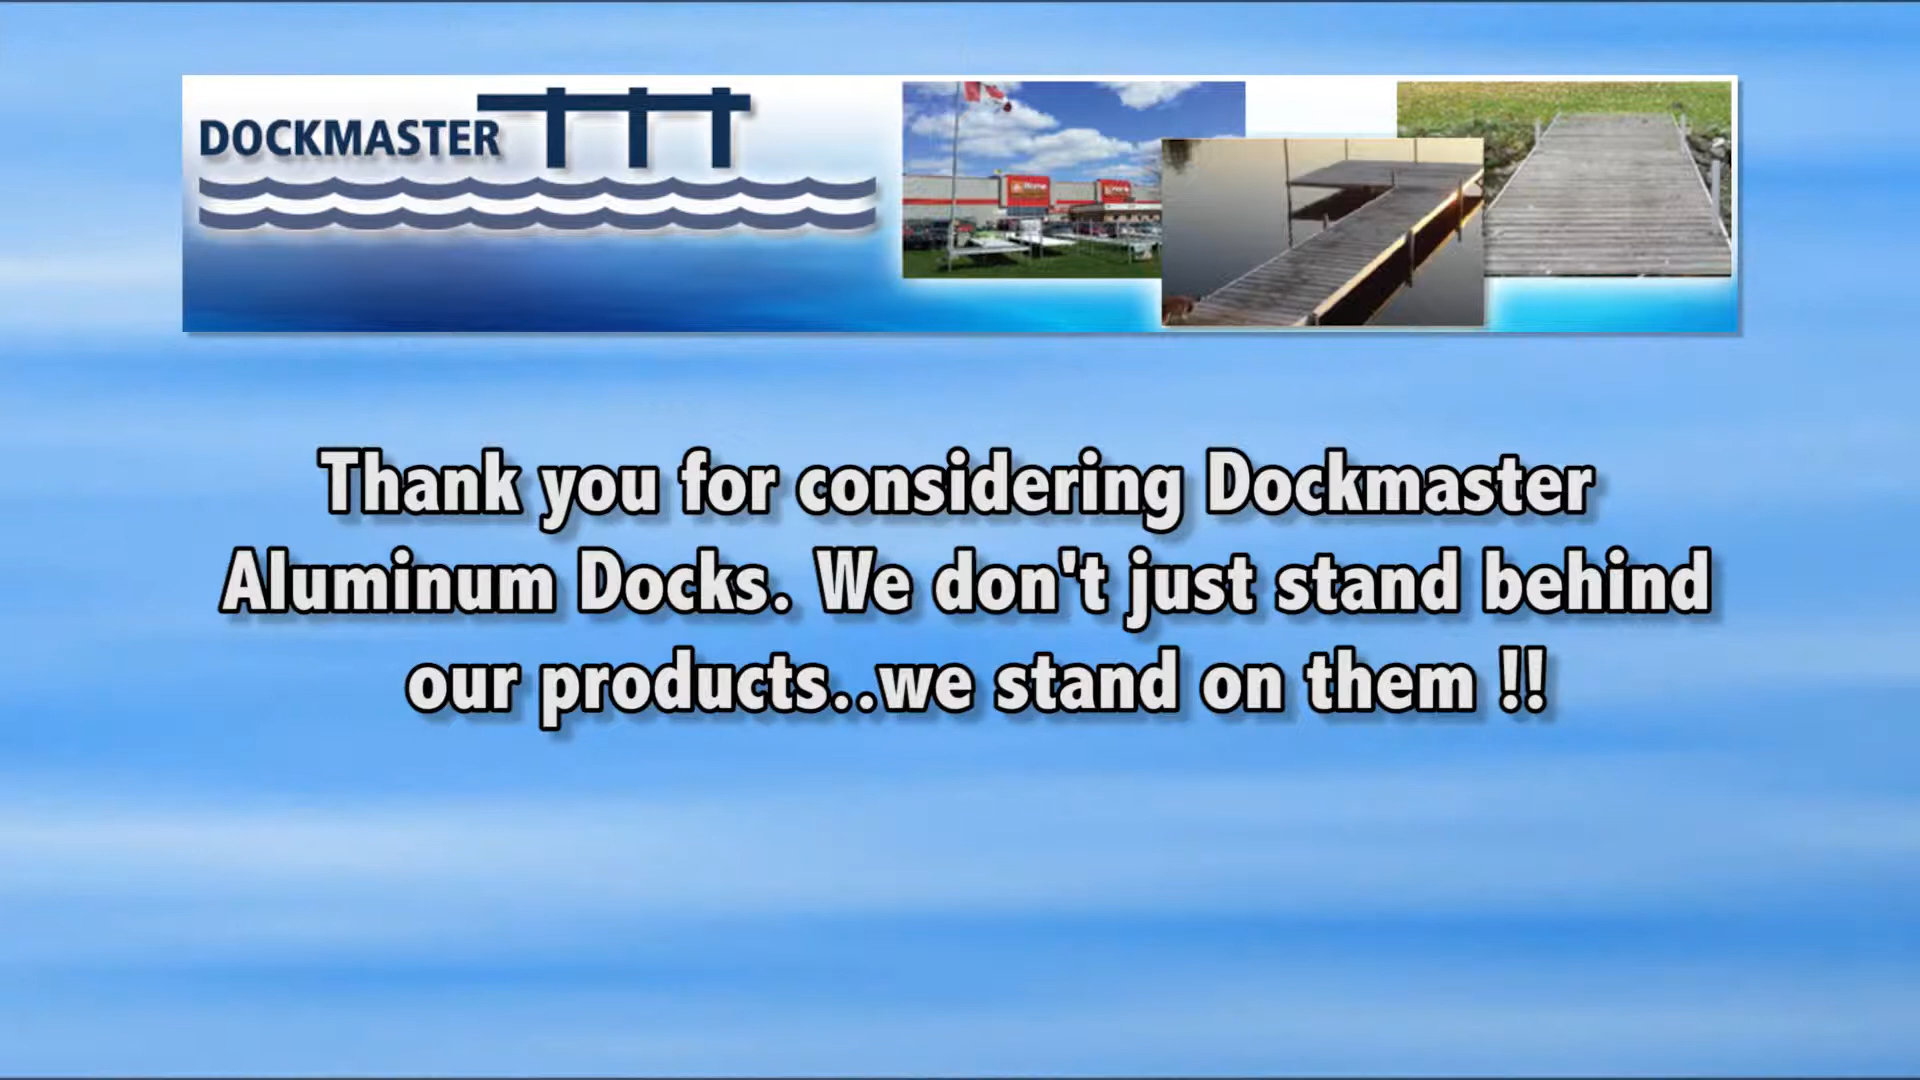 DOCKMASTER
Home
Thank you for considering Dockmaster
Aluminum Docks. We don't just stand behind
our products..we stand on them !!